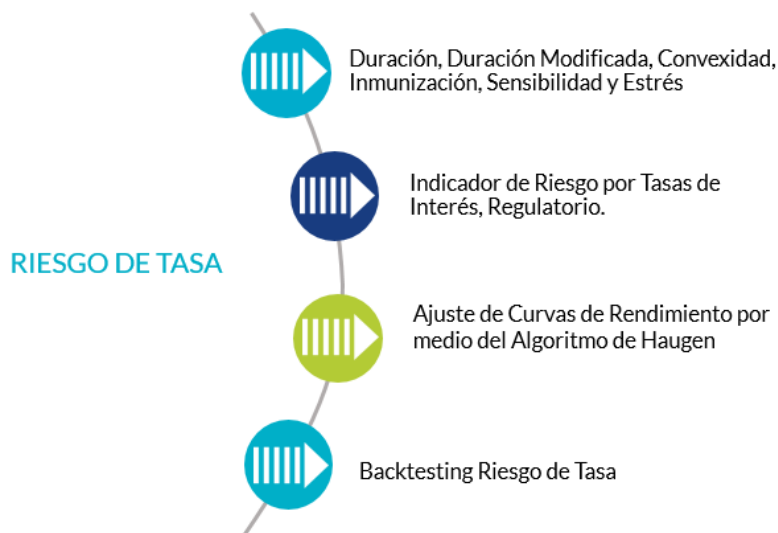 RIESGO DE TASA
Duración, Duración Modificada, Convexidad,
Inmunización, Sensibilidad y Estrés
Indicador de Riesgo por Tasas de
Interés, Regulatorio.
Ajuste de Curvas de Rendimiento por
medio del Algoritmo de Haugen
Backtesting Riesgo de Tasa